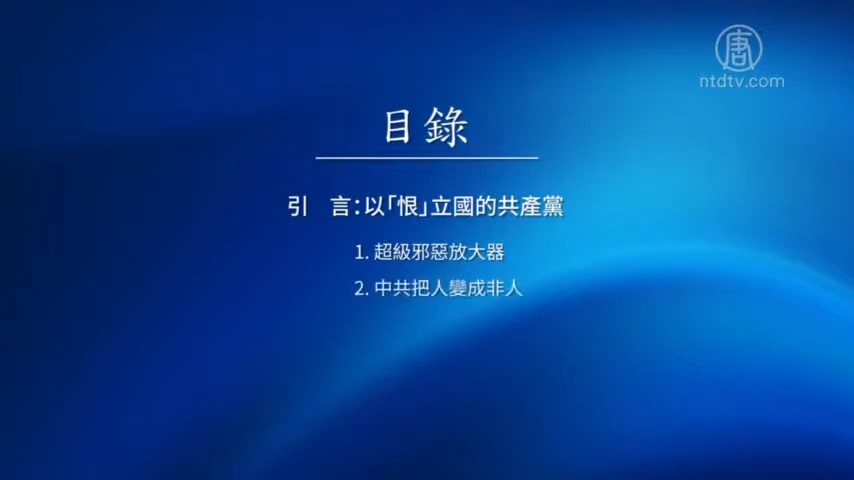 唐
ntdtv.com
目錄
引　言：以「恨」立國的共產黨
1. 超級邪惡放大器
2. 中共把人變成非人